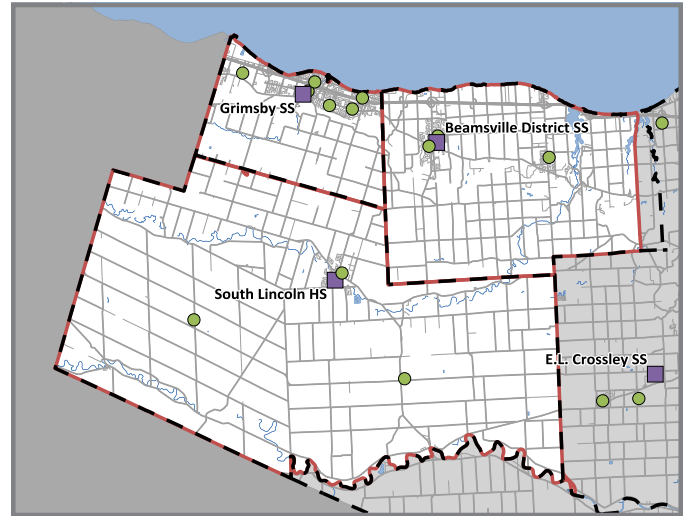 Grimsby SS
Beamsville District SS
South Lincoln HS
E.L. Crossley SS